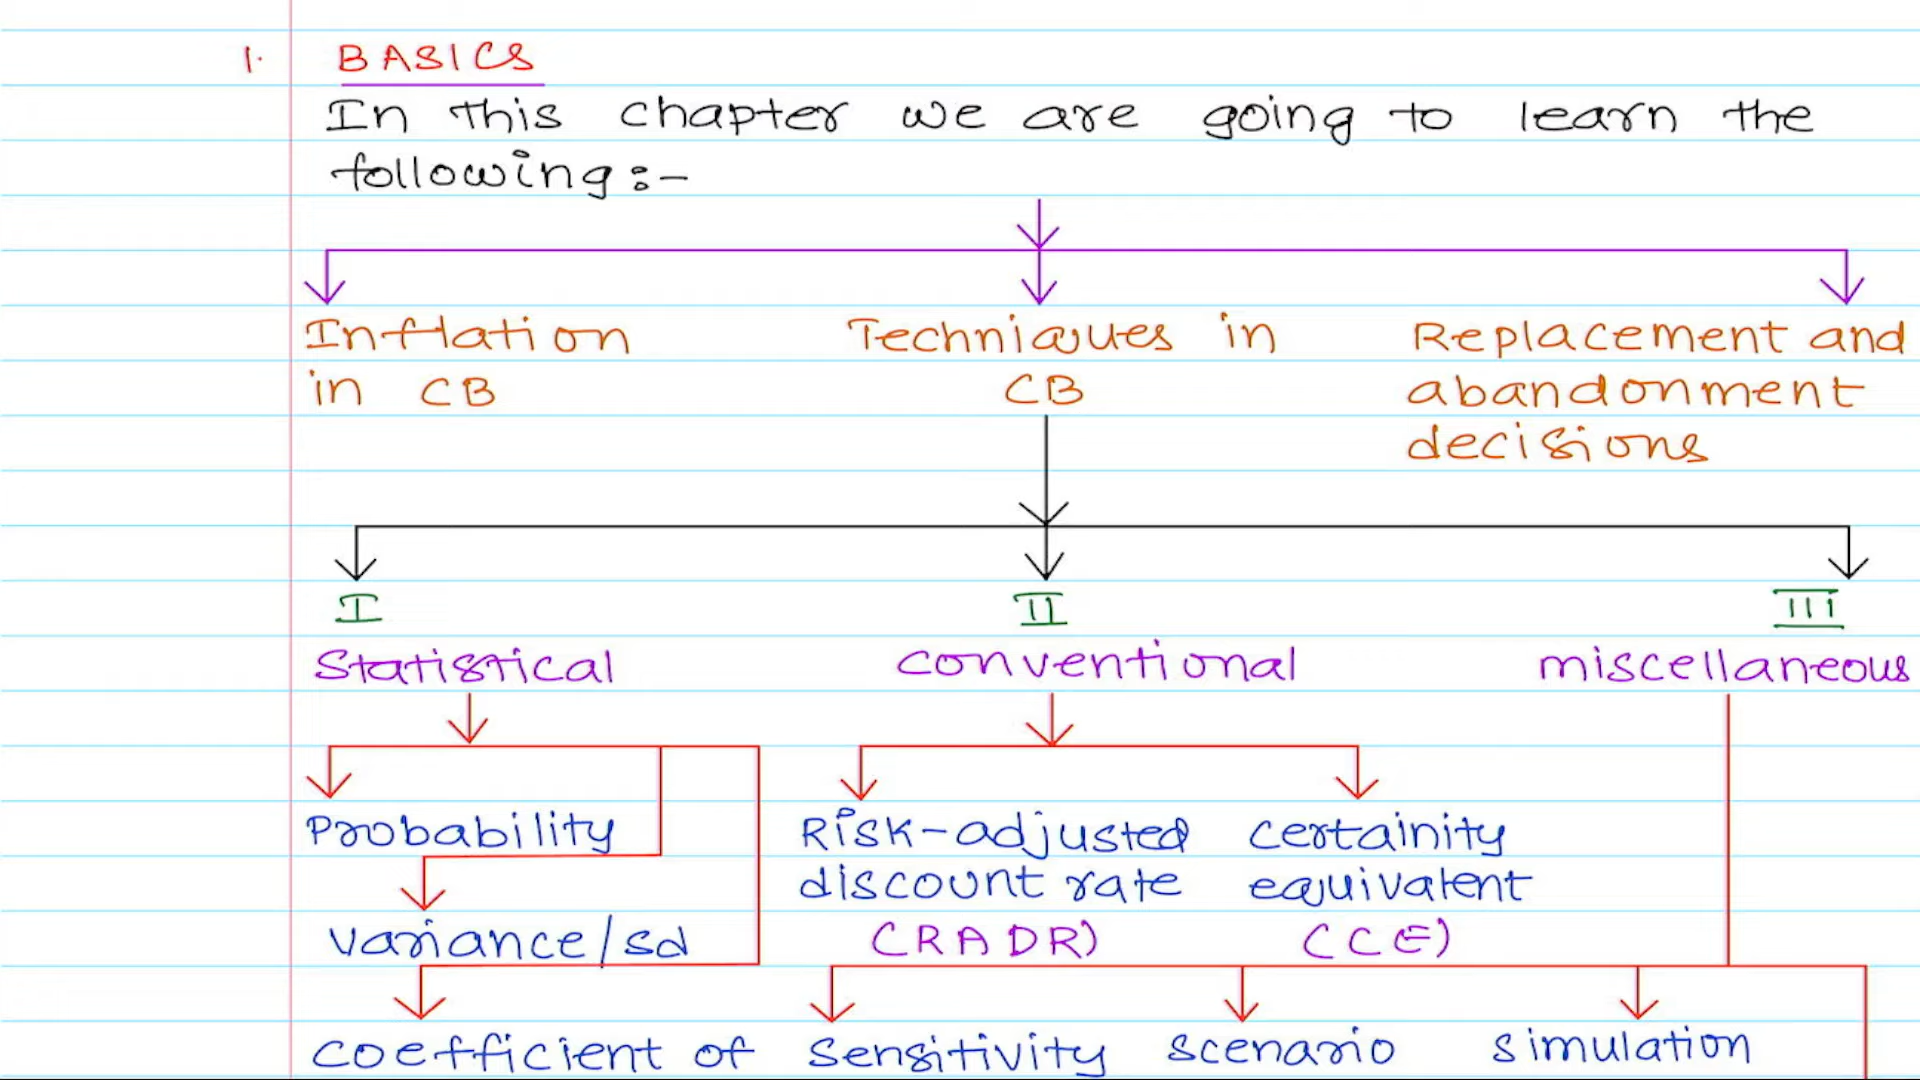 1. BASICS
In this chapter we are going to learn the
following:-
Inflation Techniques in Replacement and
in CB CB abandonment
decisions
I II III
Statistical conventional miscellaneous
Probability Risk-adjusted certainity
discount rate equivalent
variance/sd (RADR) (CE)
coefficient of sensitivity scenario simulation